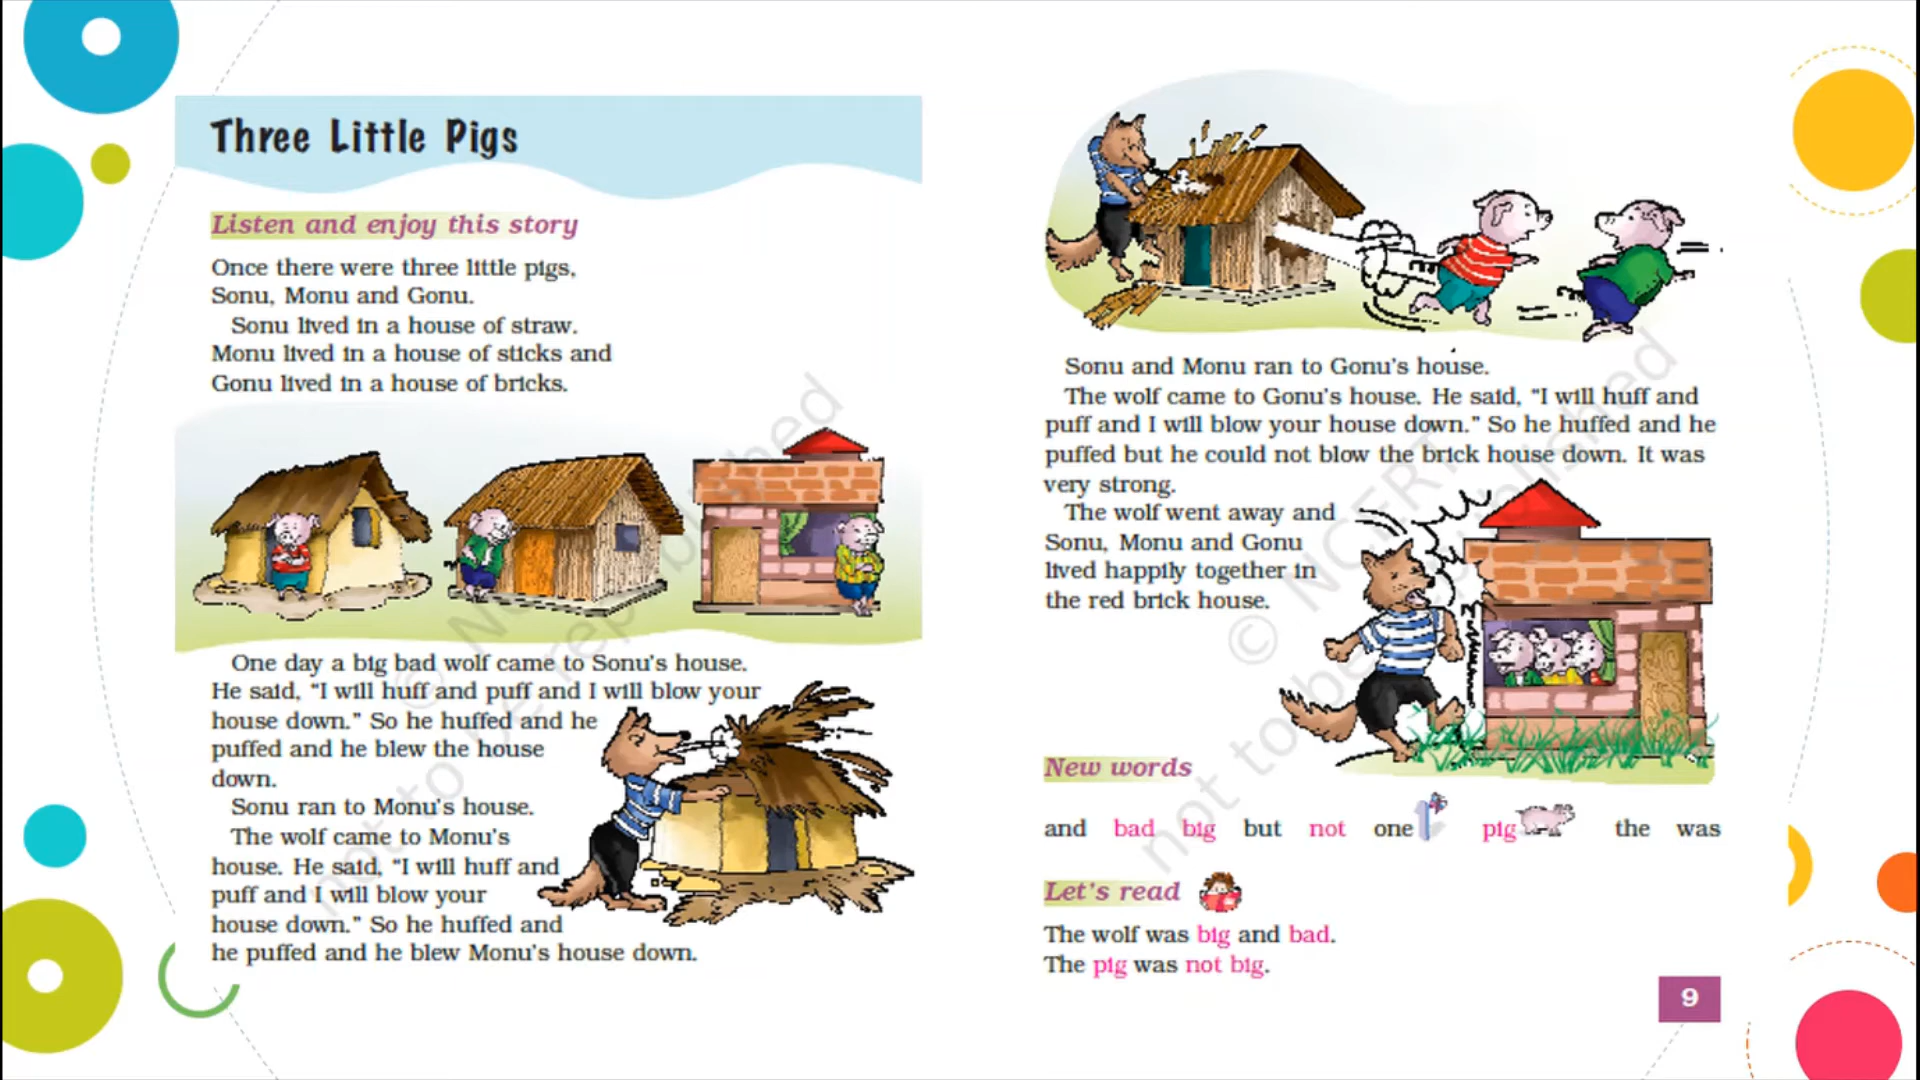 Three Little Pigs
Listen and enjoy this story
Once there were three little pigs,
Sonu, Monu and Gonu.
Sonu lived in a house of straw.
Monu lived in a house of sticks and
Gonu lived in a house of bricks.
One day a big bad wolf came to Sonu's house.
He said, “I will huff and puff and I will blow your
house down.” So he huffed and he
puffed and he blew the house
down.
Sonu ran to Monu's house.
The wolf came to Monu's
house. He said, “I will huff and
puff and I will blow your
house down.” So he huffed and
he puffed and he blew Monu's house down.
Sonu and Monu ran to Gonu's house.
The wolf came to Gonu's house. He said, “I will huff and
puff and I will blow your house down.” So he huffed and he
puffed but he could not blow the brick house down. It was
very strong.
The wolf went away and
Sonu, Monu and Gonu
lived happily together in
the red brick house.
New words
and bad big but not one pig the was
Let's read
The wolf was big and bad.
The pig was not big.
9
© NCERT
not to be republished
© NCERT
not to be republished